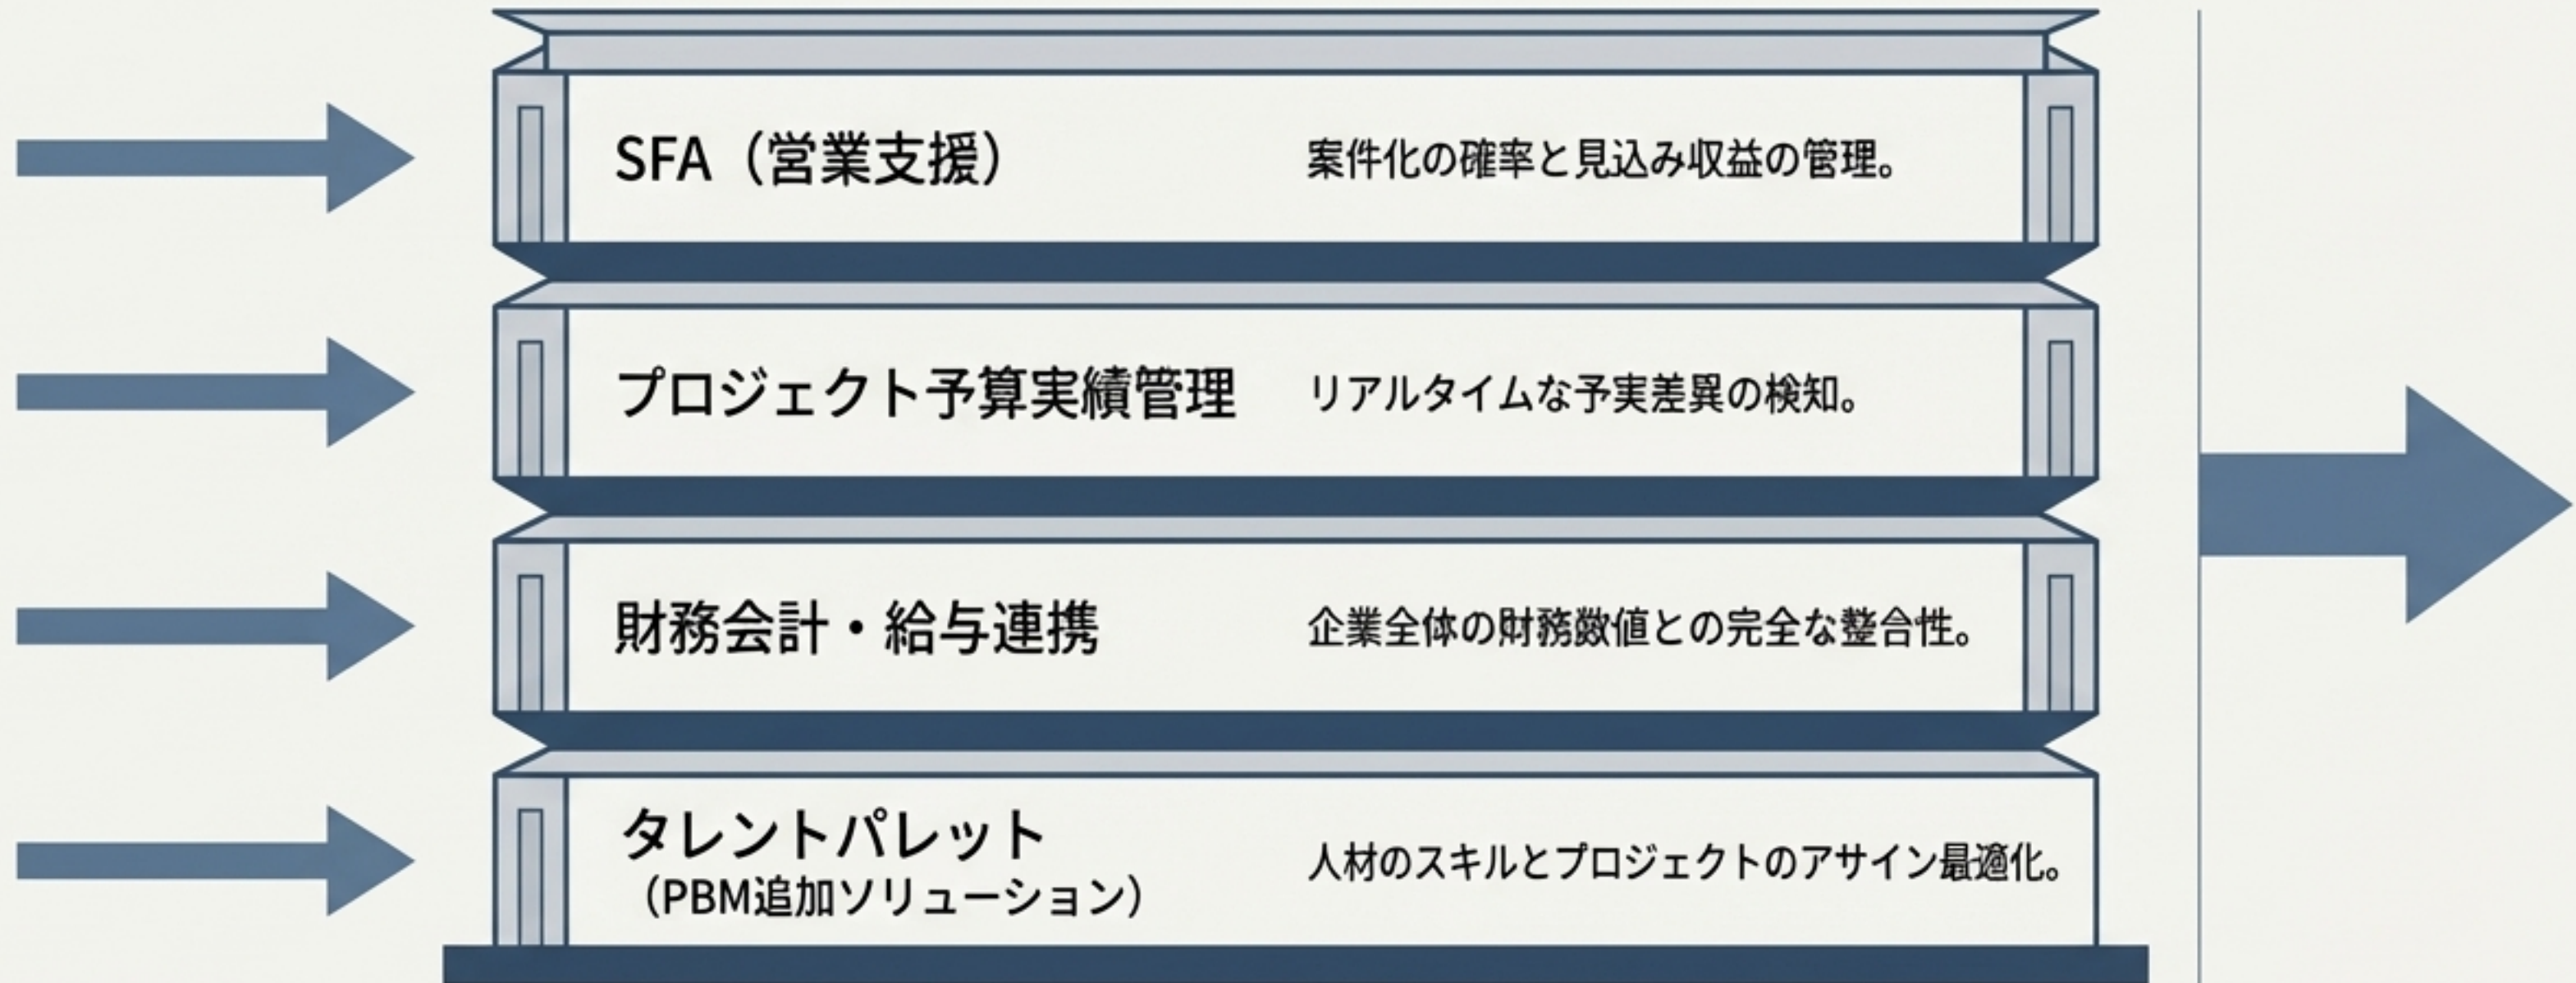 SFA（営業支援）
案件化の確率と見込み収益の管理。
プロジェクト予算実績管理
リアルタイムな予実差異の検知。
財務会計・給与連携
企業全体の財務数値との完全な整合性。
タレントパレット
（PBM追加ソリューション）
人材のスキルとプロジェクトのアサイン最適化。